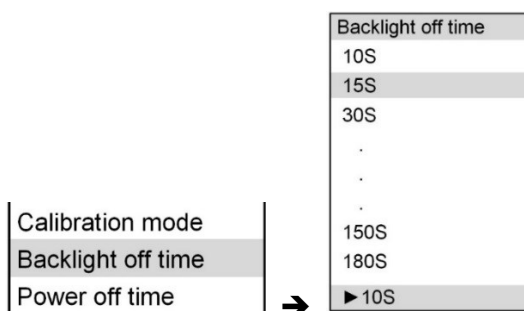 Calibration mode
Backlight off time
Power off time
➔
Backlight off time
10S
15S
30S
.
.
.
150S
180S
►10S